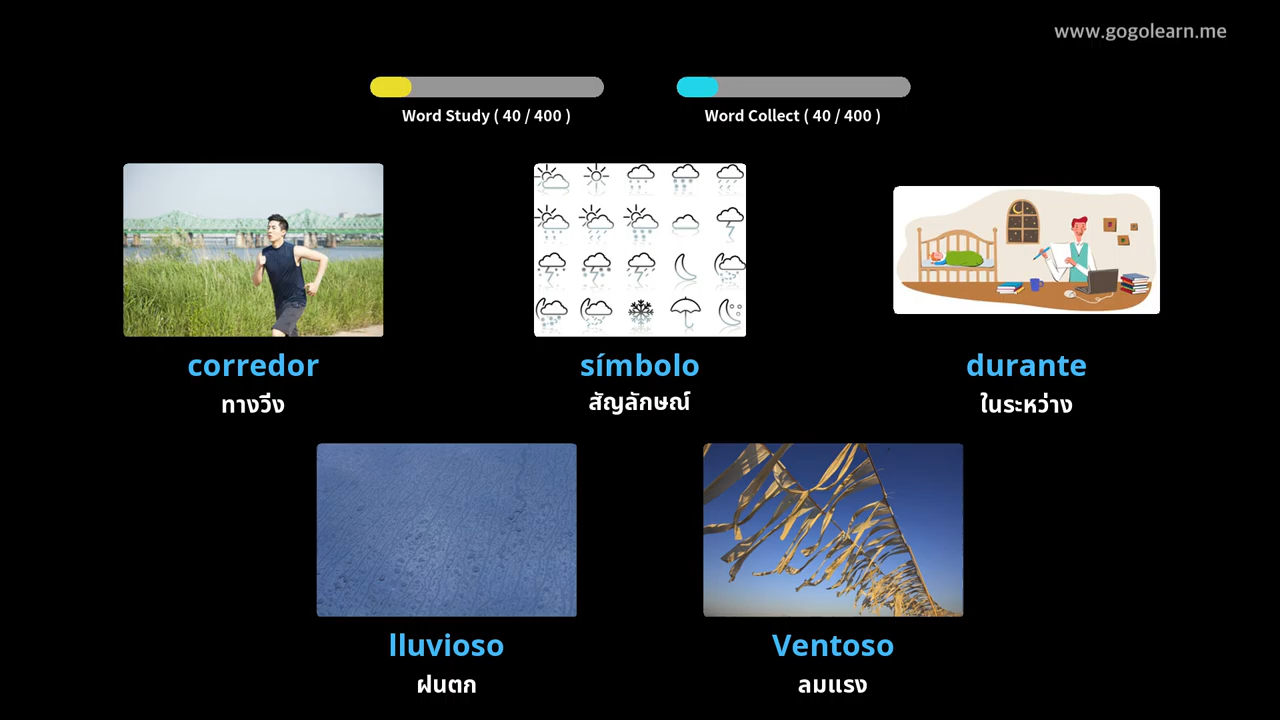 www.gogolearn.me
Word Study ( 40 / 400 )
Word Collect ( 40 / 400 )
corredor
ทางวิ่ง
símbolo
สัญลักษณ์
durante
ในระหว่าง
lluvioso
ฝนตก
Ventoso
ลมแรง